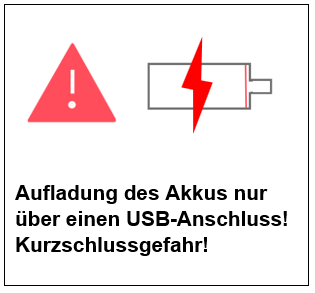 Aufladung des Akkus nur
über einen USB-Anschluss!
Kurzschlussgefahr!